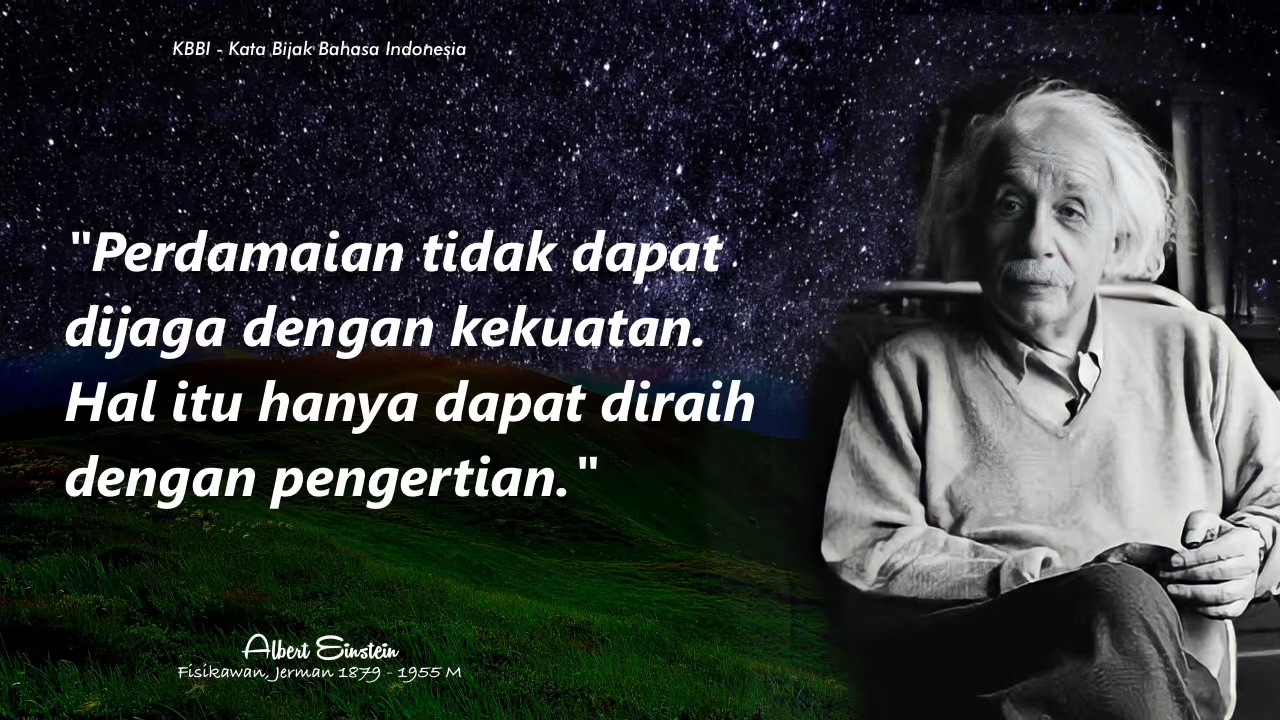 KBBI - Kata Bijak Bahasa Indonesia
"Perdamaian tidak dapat
dijaga dengan kekuatan.
Hal itu hanya dapat diraih
dengan pengertian."
Albert Einstein
Fisikawan, Jerman 1879 - 1955 M